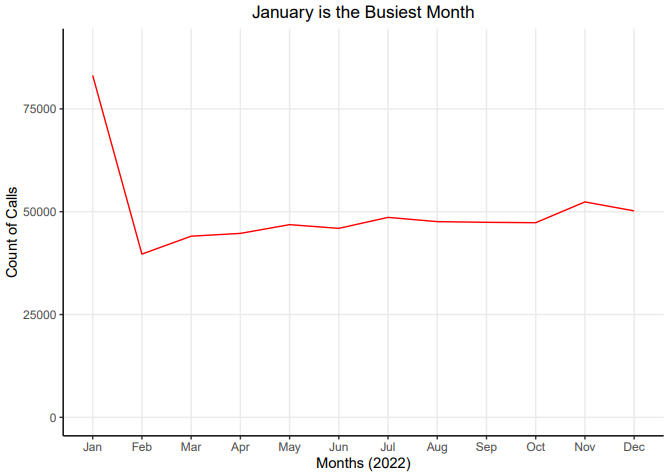 January is the Busiest Month
Count of Calls
75000
50000
25000
0
Jan Feb Mar Apr May Jun Jul Aug Sep Oct Nov Dec
Months (2022)